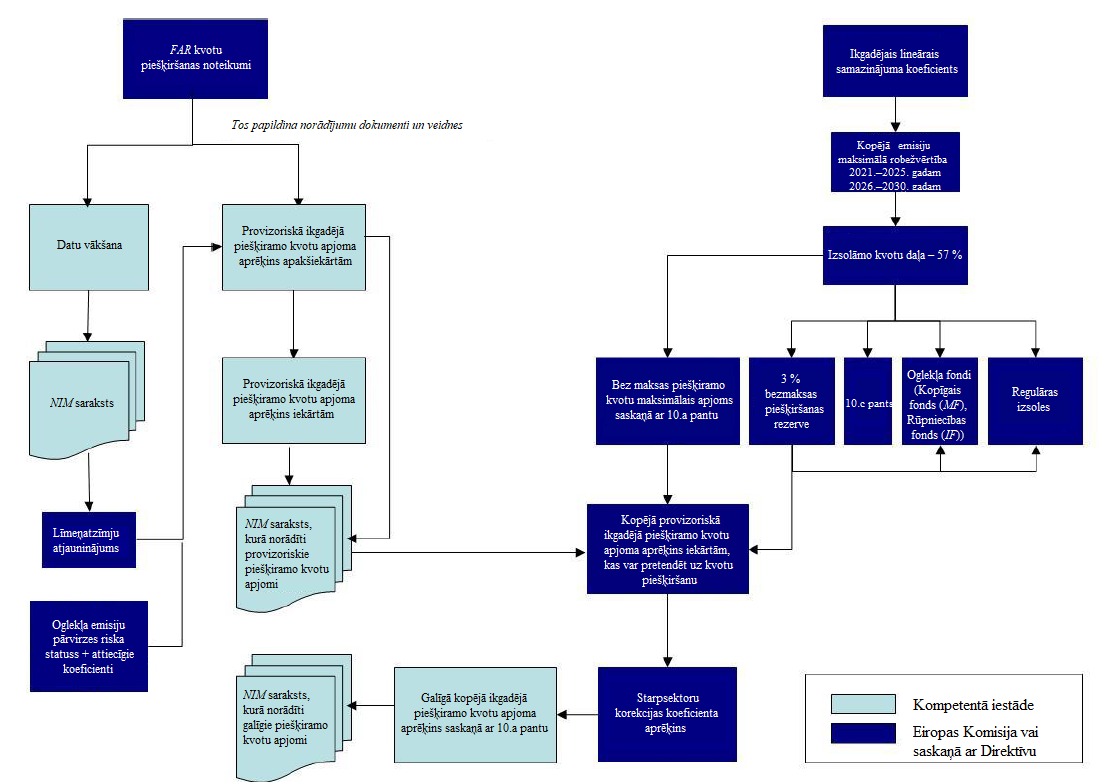 FAR kvotu
piešķiršanas noteikumi
Tos papildina norādījumu dokumenti un veidnes
Datu vākšana
Provizoriskā ikgadējā
piešķiramo kvotu apjoma
aprēķins apakšiekārtām
NIM saraksts
Provizoriskā ikgadējā
piešķiramo kvotu apjoma
aprēķins iekārtām
Līmeņatzīmju
atjauninājums
NIM saraksts,
kurā norādīti
provizoriskie
piešķiramo kvotu
apjomi
Oglekļa emisiju
pārvirzes riska
statuss + attiecīgie
koeficienti
Ikgadējais lineārais
samazinājuma koeficients
Kopējā emisiju
maksimālā robežvērtība
2021.–2025. gadam
2026.–2030. gadam
Izsolāmo kvotu daļa – 57 %
Bez maksas piešķiramo
kvotu maksimālais apjoms
saskaņā ar 10.a pantu
3 %
bezmaksas
piešķiršanas
rezerve
10.c pants
Oglekļa fondi
(Kopīgais
fonds (MF),
Rūpniecības
fonds (IF))
Regulāras
izsoles
Kopējā provizoriskā
ikgadējā piešķiramo kvotu
apjoma aprēķins iekārtām,
kas var pretendēt uz kvotu
piešķiršanu
Starpsektoru
korekcijas koeficienta
aprēķins
Galīgā kopējā ikgadējā
piešķiramo kvotu apjoma
aprēķins saskaņā ar 10.a pantu
NIM saraksts,
kurā norādīti
galīgie piešķiramo
kvotu apjomi
Kompetentā iestāde
Eiropas Komisija vai
saskaņā ar Direktīvu